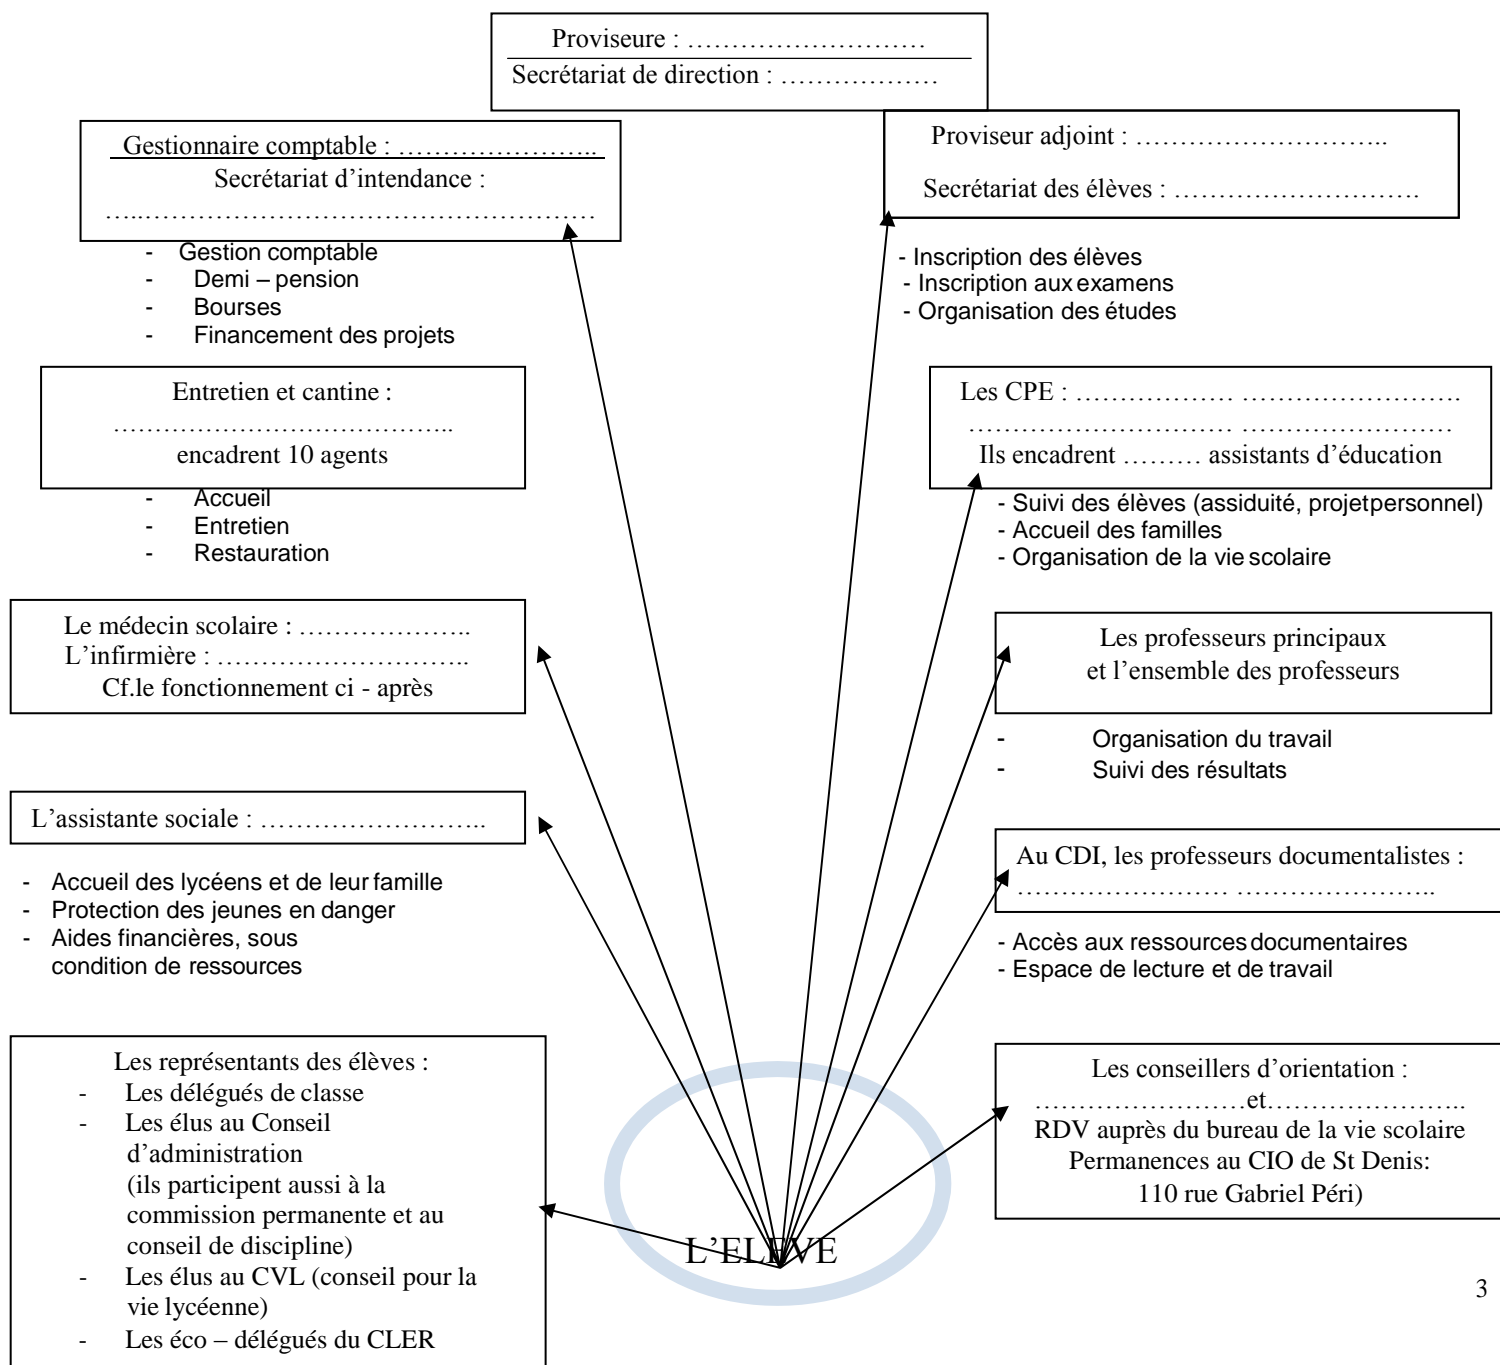 Proviseure : ………………………
Secrétariat de direction : ………………
Gestionnaire comptable : …………………..
Secrétariat d’intendance :
…..……………………………………………
- Gestion comptable
- Demi – pension
- Bourses
- Financement des projets
Proviseur adjoint : ………………………..
Secrétariat des élèves : ……………………….
- Inscription des élèves
- Inscription aux examens
- Organisation des études
Entretien et cantine :
………………………………..
encadrent 10 agents
- Accueil
- Entretien
- Restauration
Les CPE : ……………… …………………….
………………………… ……………………
Ils encadrent ……… assistants d’éducation
- Suivi des élèves (assiduité, projetpersonnel)
- Accueil des familles
- Organisation de la vie scolaire
Le médecin scolaire : ………………..
L’infirmière : ………………………..
Cf.le fonctionnement ci - après
Les professeurs principaux
et l’ensemble des professeurs
- Organisation du travail
- Suivi des résultats
L’assistante sociale : ……………………..
- Accueil des lycéens et de leur famille
- Protection des jeunes en danger
- Aides financières, sous
condition de ressources
Au CDI, les professeurs documentalistes :
…………………… …………………..
- Accès aux ressources documentaires
- Espace de lecture et de travail
Les représentants des élèves :
- Les délégués de classe
- Les élus au Conseil
d’administration
(ils participent aussi à la
commission permanente et au
conseil de discipline)
- Les élus au CVL (conseil pour la
vie lycéenne)
- Les éco – délégués du CLER
Les conseillers d’orientation :
……………………et…………………..
RDV auprès du bureau de la vie scolaire
Permanences au CIO de St Denis:
110 rue Gabriel Péri)
L’ELEVE
3